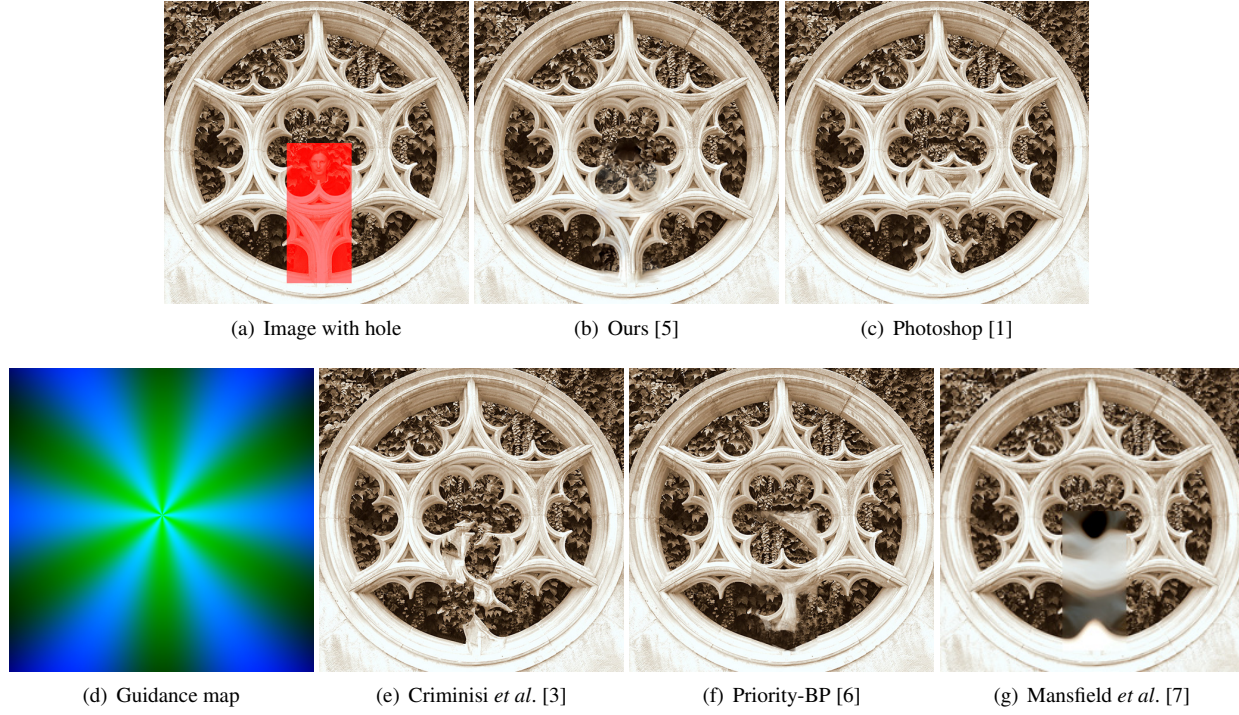 (a) Image with hole
(b) Ours [5]
(c) Photoshop [1]
(d) Guidance map
(e) Criminisi et al. [3]
(f) Priority-BP [6]
(g) Mansfield et al. [7]